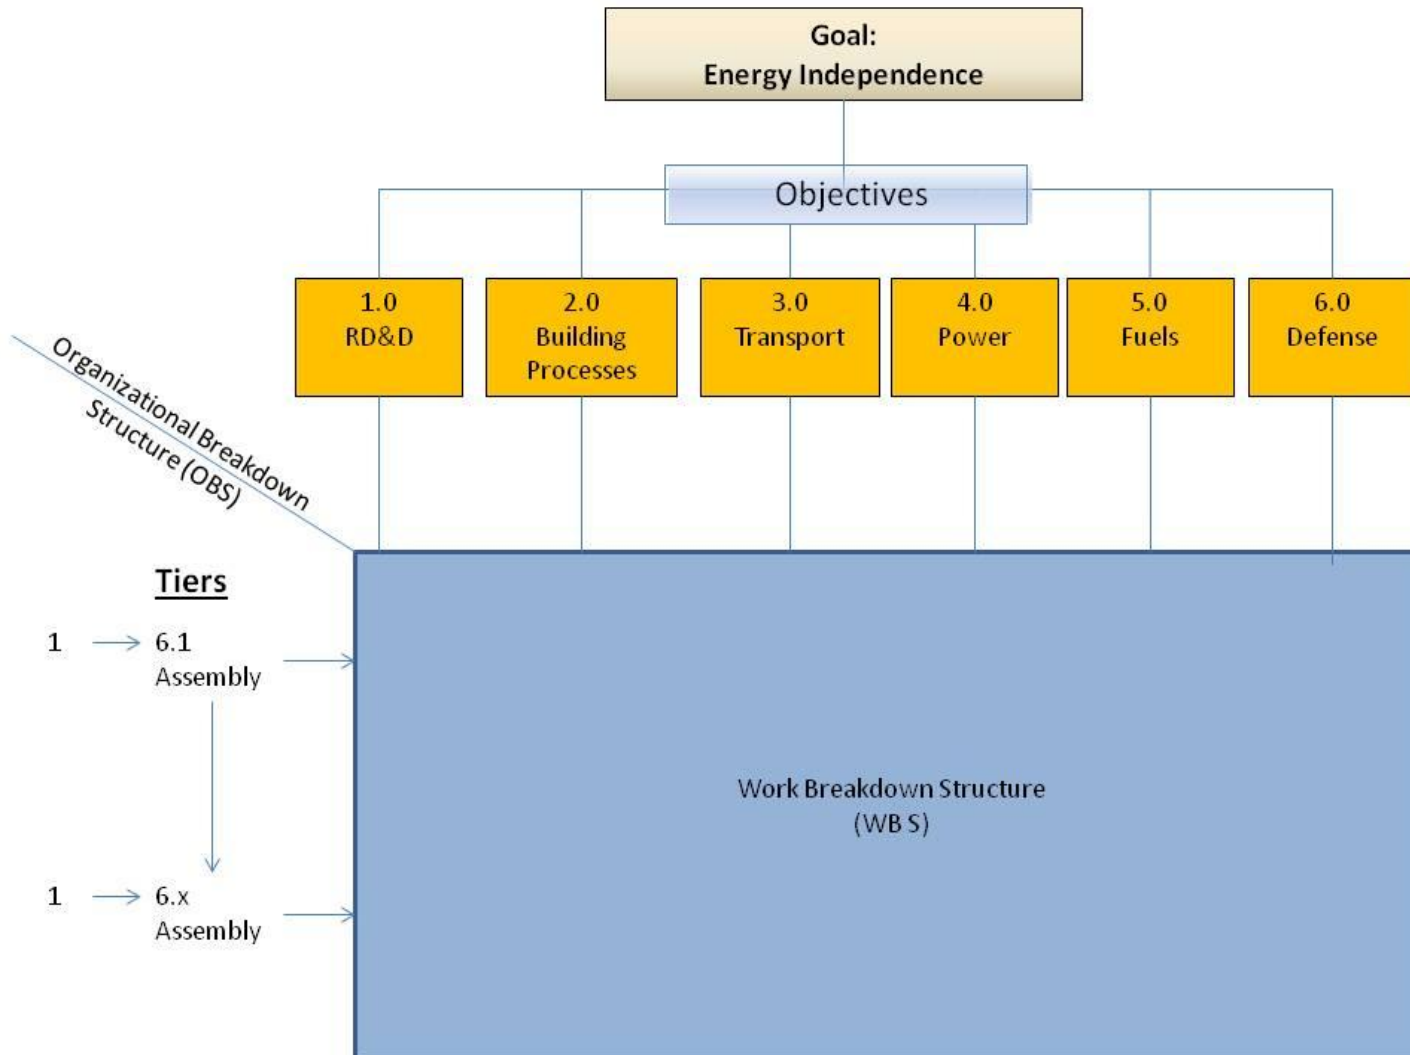 Goal:
Energy Independence
Objectives
1.0
RD&D
2.0
Building
Processes
3.0
Transport
4.0
Power
5.0
Fuels
6.0
Defense
Organizational Breakdown
Structure (OBS)
Tiers
1
6.1
Assembly
Work Breakdown Structure
(WB S)
1
6.x
Assembly